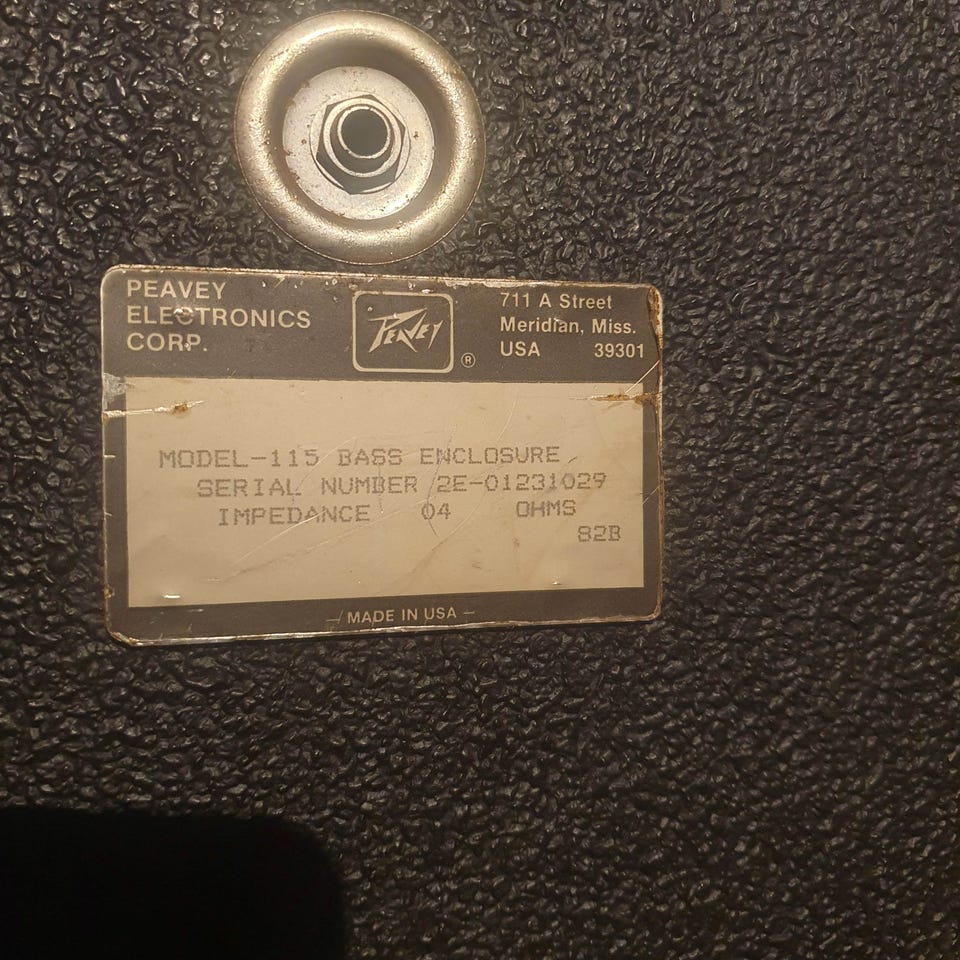 PEAVEY
ELECTRONICS
CORP.
PEAVEY ®
711 A Street
Meridian, Miss.
USA 39301
MODEL-115 BASS ENCLOSURE
SERIAL NUMBER 2E-01231029
IMPEDANCE 04 OHMS
82B
MADE IN USA